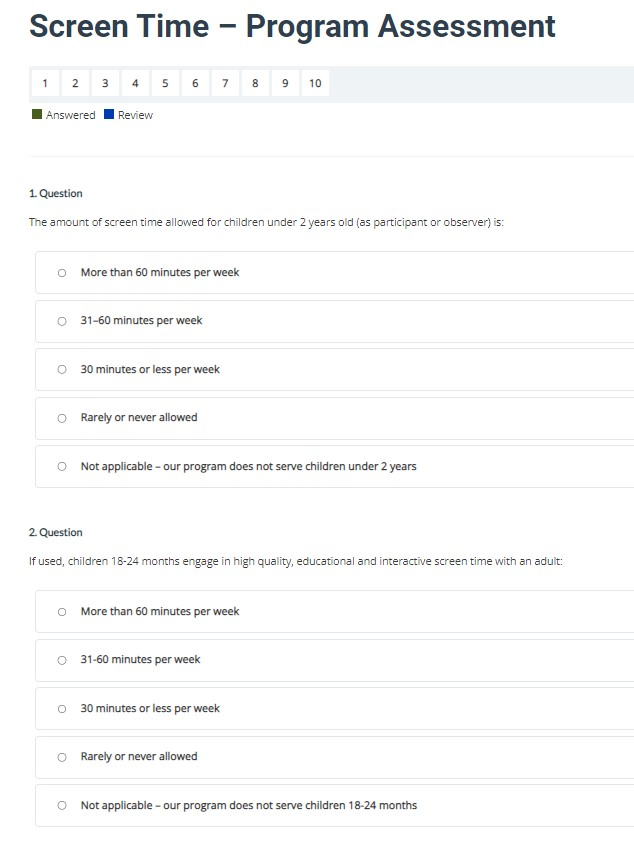 Screen Time – Program Assessment
1 2 3 4 5 6 7 8 9 10
Answered Review
1. Question
The amount of screen time allowed for children under 2 years old (as participant or observer) is:
More than 60 minutes per week
31–60 minutes per week
30 minutes or less per week
Rarely or never allowed
Not applicable – our program does not serve children under 2 years
2. Question
If used, children 18-24 months engage in high quality, educational and interactive screen time with an adult:
More than 60 minutes per week
31-60 minutes per week
30 minutes or less per week
Rarely or never allowed
Not applicable – our program does not serve children 18-24 months